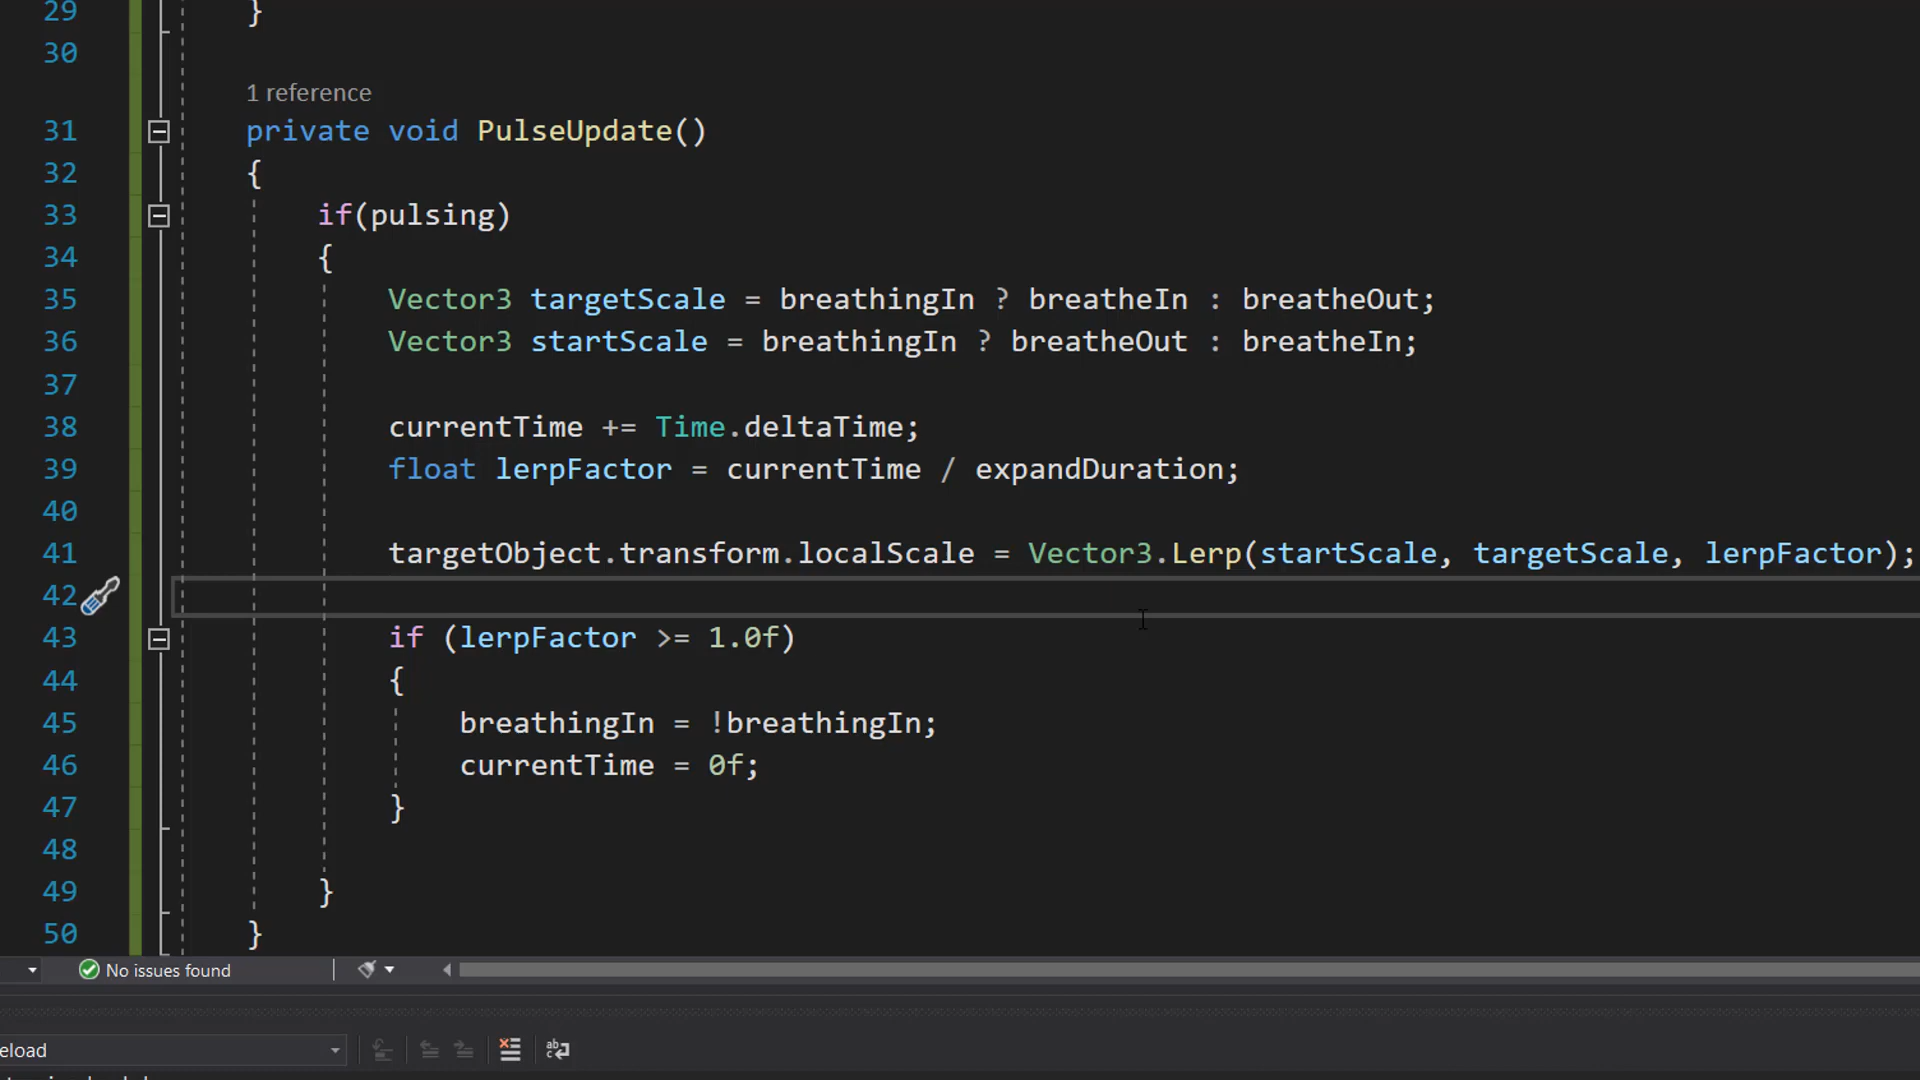 29 }
30
1 reference
31 private void PulseUpdate()
32 {
33 if(pulsing)
34 {
35 Vector3 targetScale = breathingIn ? breatheIn : breatheOut;
36 Vector3 startScale = breathingIn ? breatheOut : breatheIn;
37
38 currentTime += Time.deltaTime;
39 float lerpFactor = currentTime / expandDuration;
40
41 targetObject.transform.localScale = Vector3.Lerp(startScale, targetScale, lerpFactor);
42
43 if (lerpFactor >= 1.0f)
44 {
45 breathingIn = !breathingIn;
46 currentTime = 0f;
47 }
48
49 }
50 }
No issues found
eload